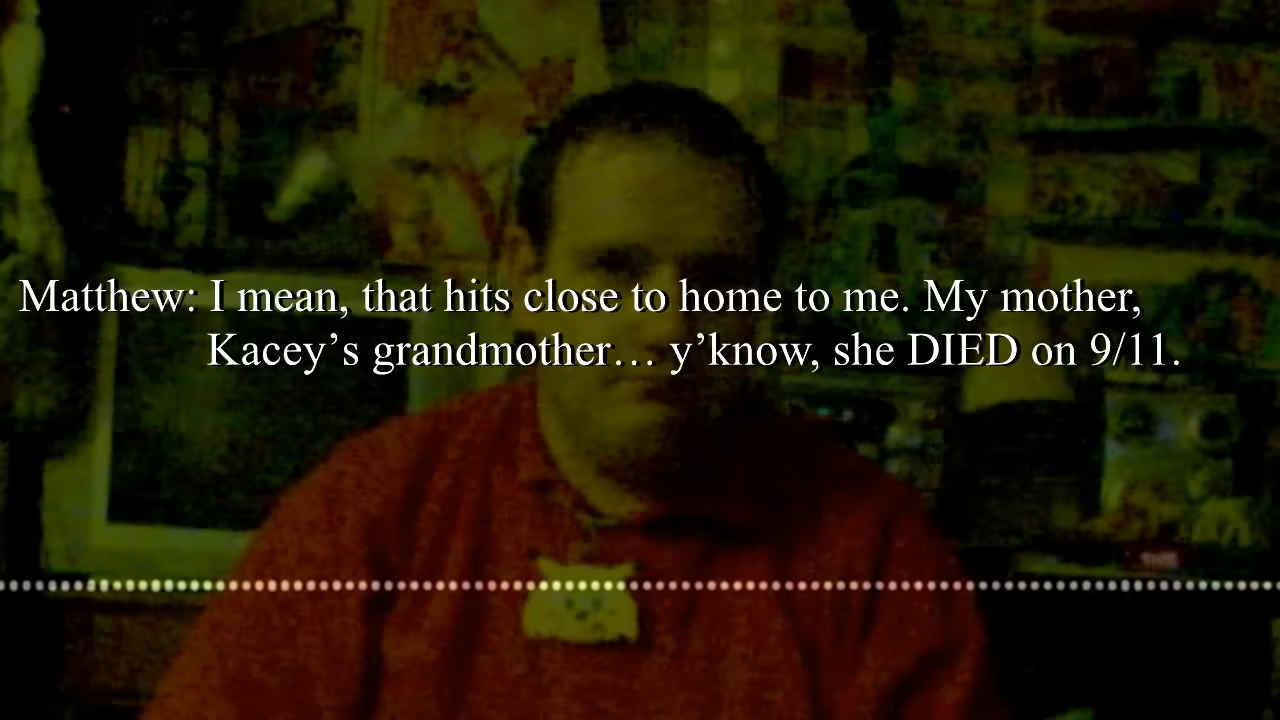 Matthew: I mean, that hits close to home to me. My mother,
Kacey’s grandmother… y’know, she DIED on 9/11.